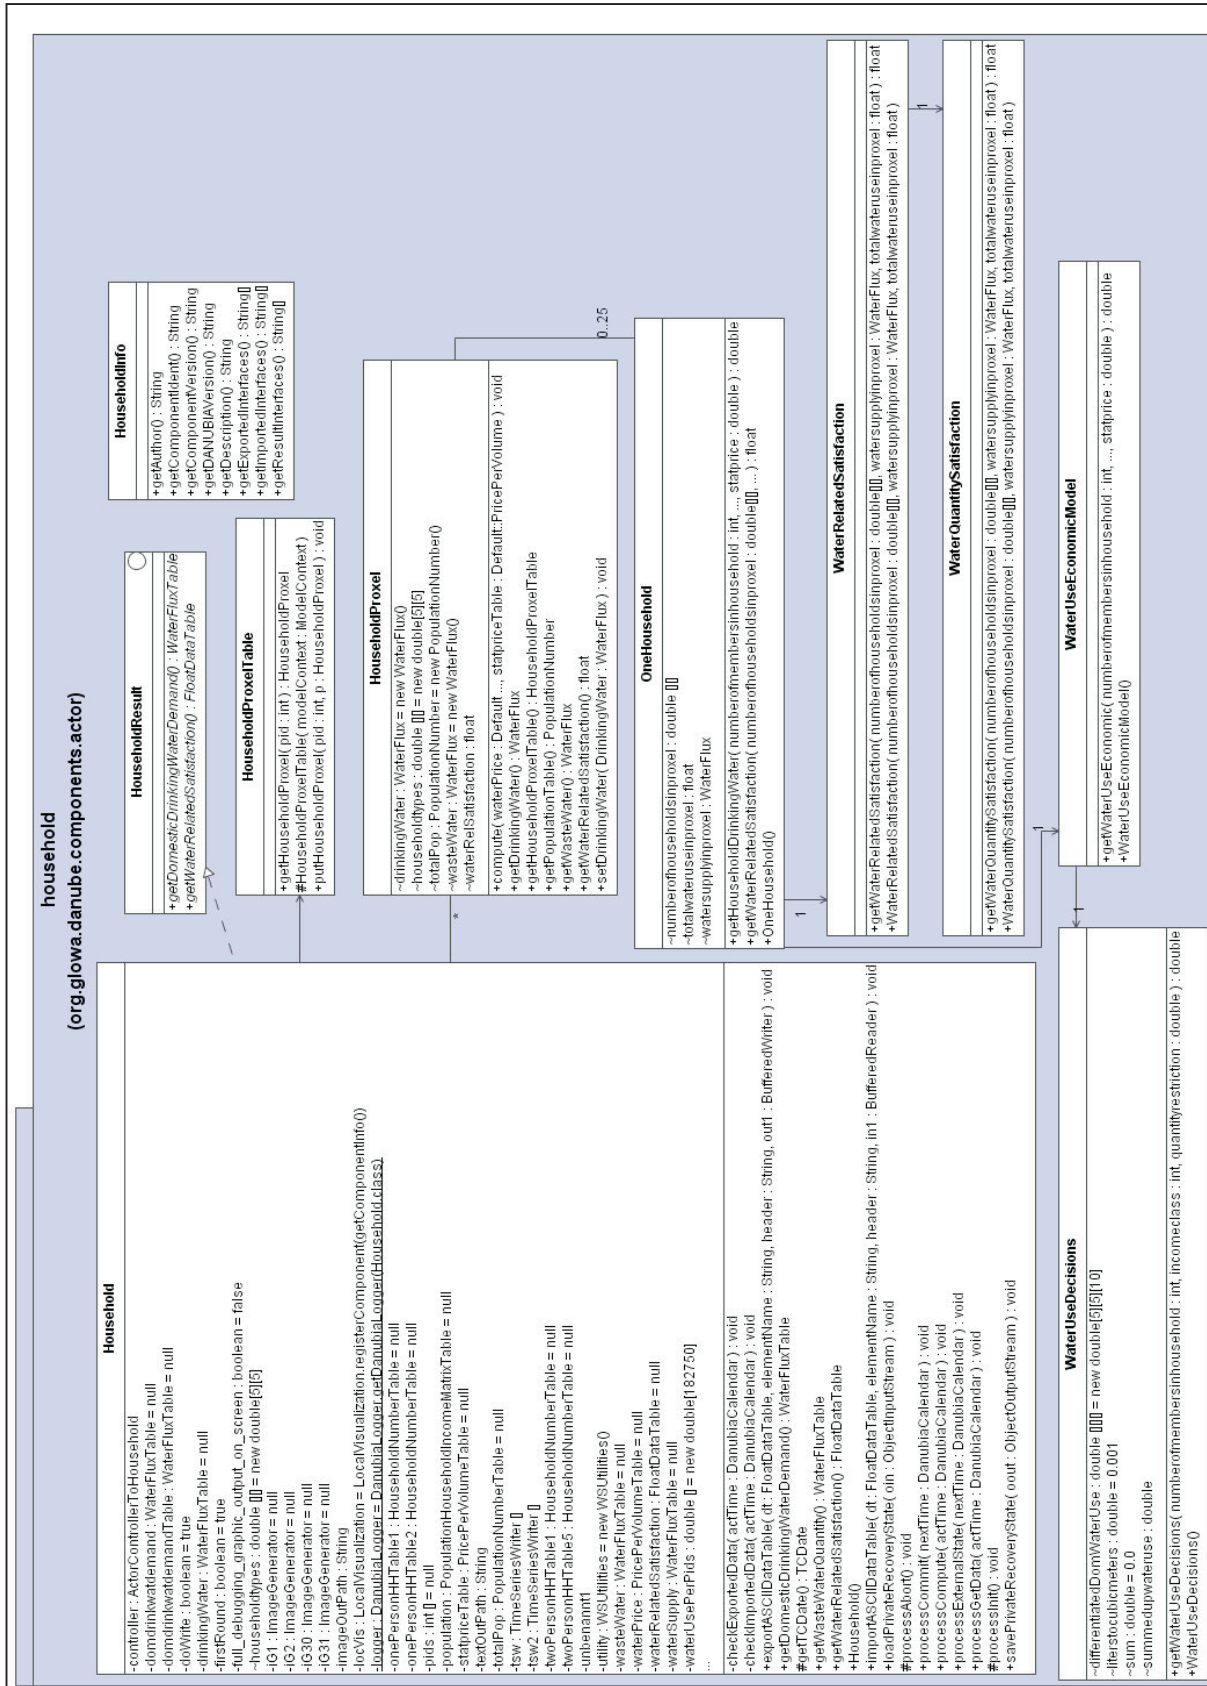 household
(org.glowa.danube.components.actor)
Household
-controller : ActorControllerToHousehold
-domdrinkwatdemand : WaterFluxTable = null
-domdrinkwatdemandTable : WaterFluxTable = null
-doWrite : boolean = true
-drinkingWater : WaterFluxTable = null
-firstRound : boolean = true
-full_debugging_graphic_output_on_screen : boolean = false
~householdtypes : double [][] = new double[5][5]
-iG1 : ImageGenerator = null
-iG2 : ImageGenerator = null
-iG30 : ImageGenerator = null
-iG31 : ImageGenerator = null
-imageOutPath : String
-locVis : LocalVisualization = LocalVisualization.registerComponent(getComponentInfo())
-logger : DanubiaLogger = DanubiaLogger.getDanubiaLogger(Household.class)
-onePersonHHTable1 : HouseholdNumberTable = null
-onePersonHHTable2 : HouseholdNumberTable = null
-pids : int [] = null
-population : PopulationHouseholdIncomeMatrixTable = null
-statpriceTable : PricePerVolumeTable = null
-textOutPath : String
-totalPop : PopulationNumberTable = null
-tsw : TimeSeriesWriter []
-tsw2 : TimeSeriesWriter []
-twoPersonHHTable1 : HouseholdNumberTable = null
-twoPersonHHTable5 : HouseholdNumberTable = null
-unbenannt1
-utility : WSUtilities = new WSUtilities()
-wasteWater : WaterFluxTable = null
-waterPrice : PricePerVolumeTable = null
-waterRelatedSatisfaction : FloatDataTable = null
-waterSupply : WaterFluxTable = null
-waterUsePerPids : double [] = new double[182750]
...
-checkExportedData( actTime : DanubiaCalendar ) : void
-checkImportedData( actTime : DanubiaCalendar ) : void
+exportASCIIDataTable( dt : FloatDataTable, elementName : String, header : String, out1 : BufferedWriter ) : void
+getDomesticDrinkingWaterDemand() : WaterFluxTable
#getTCDate() : TCDate
+getWasteWaterQuantity() : WaterFluxTable
+getWaterRelatedSatisfaction() : FloatDataTable
+Household()
+importASCIIDataTable( dt : FloatDataTable, elementName : String, header : String, in1 : BufferedReader ) : void
+loadPrivateRecoveryState( oin : ObjectInputStream ) : void
#processAbort() : void
+processCommit( nextTime : DanubiaCalendar ) : void
+processCompute( actTime : DanubiaCalendar ) : void
+processExternalState( nextTime : DanubiaCalendar ) : void
+processGetData( actTime : DanubiaCalendar ) : void
#processInit() : void
+savePrivateRecoveryState( oout : ObjectOutputStream ) : void
HouseholdResult
+getDomesticDrinkingWaterDemand() : WaterFluxTable
+getWaterRelatedSatisfaction() : FloatDataTable
HouseholdInfo
+getAuthor() : String
+getComponentIdent() : String
+getComponentVersion() : String
+getDANUBIAVersion() : String
+getDescription() : String
+getExportedInterfaces() : String[]
+getImportedInterfaces() : String[]
+getResultInterfaces() : String[]
HouseholdProxelTable
+getHouseholdProxel( pid : int ) : HouseholdProxel
#HouseholdProxelTable( modelContext : ModelContext )
+putHouseholdProxel( pid : int, p : HouseholdProxel ) : void
HouseholdProxel
~drinkingWater : WaterFlux = new WaterFlux()
~householdtypes : double [][] = new double[5][5]
~totalPop : PopulationNumber = new PopulationNumber()
~wasteWater : WaterFlux = new WaterFlux()
~waterRelSatisfaction : float
+compute( waterPrice : Default ..., statpriceTable : Default::PricePerVolume ) : void
+getDrinkingWater() : WaterFlux
+getHouseholdProxelTable() : HouseholdProxelTable
+getPopulationTable() : PopulationNumber
+getWasteWater() : WaterFlux
+getWaterRelatedSatisfaction() : float
+setDrinkingWater( DrinkingWater : WaterFlux ) : void
*
0..25
OneHousehold
~numberofhouseholdsinproxel : double [][]
~totalwateruseinproxel : float
~watersupplyinproxel : WaterFlux
+getHouseholdDrinkingWater( numberofmembersinhousehold : int, ..., statprice : double ) : double
+getWaterRelatedSatisfaction( numberofhouseholdsinproxel : double[][], ... ) : float
+OneHousehold()
1
WaterRelatedSatisfaction
+getWaterRelatedSatisfaction( numberofhouseholdsinproxel : double[][], watersupplyinproxel : WaterFlux, totalwateruseinproxel : float ) : float
+WaterRelatedSatisfaction( numberofhouseholdsinproxel : double[][], watersupplyinproxel : WaterFlux, totalwateruseinproxel : float )
1
WaterQuantitySatisfaction
+getWaterQuantitySatisfaction( numberofhouseholdsinproxel : double[][], watersupplyinproxel : WaterFlux, totalwateruseinproxel : float ) : float
+WaterQuantitySatisfaction( numberofhouseholdsinproxel : double[][], watersupplyinproxel : WaterFlux, totalwateruseinproxel : float )
1
WaterUseEconomicModel
+getWaterUseEconomic( numberofmembersinhousehold : int, ..., statprice : double ) : double
+WaterUseEconomicModel()
1
WaterUseDecisions
~differentiatedDomWaterUse : double [][][] = new double[5][5][10]
~literstocubicmeters : double = 0.001
~sum : double = 0.0
~summedupwateruse : double
+getWaterUseDecisions( numberofmembersinhousehold : int, incomeclass : int, quantityrestriction : double ) : double
+WaterUseDecisions()